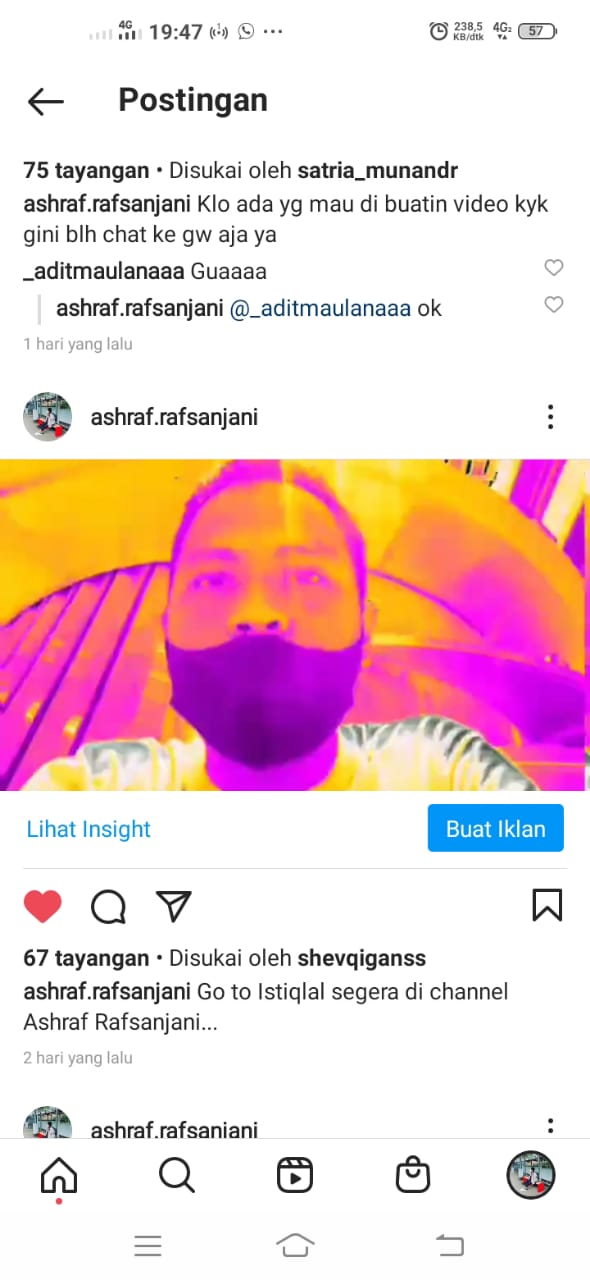 4G 19:47 238,5 KB/dtk 4G2 57
Postingan
75 tayangan • Disukai oleh satria_munandr
ashraf.rafsanjani Klo ada yg mau di buatin video kyk
gini blh chat ke gw aja ya
_aditmaulanaaa Guaaaa
ashraf.rafsanjani @_aditmaulanaaa ok
1 hari yang lalu
ashraf.rafsanjani
Lihat Insight
Buat Iklan
67 tayangan • Disukai oleh shevqiganss
ashraf.rafsanjani Go to Istiqlal segera di channel
Ashraf Rafsanjani...
2 hari yang lalu
ashraf.rafsanjani